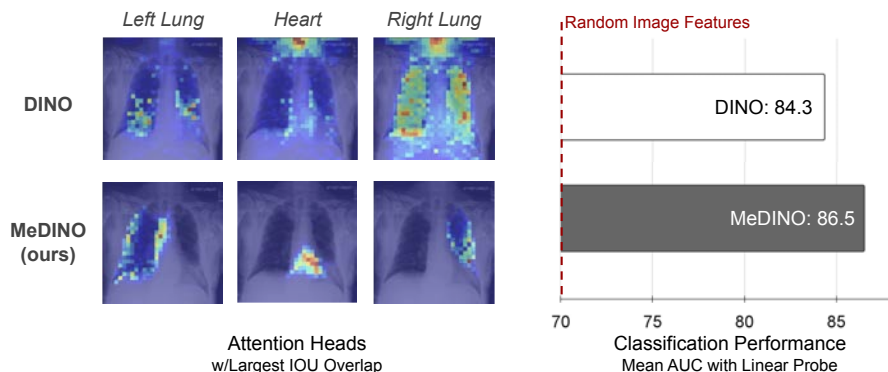 Left Lung
Heart
Right Lung
DINO
MeDINO
(ours)
Attention Heads
w/Largest IOU Overlap
Random Image Features
DINO: 84.3
MeDINO: 86.5
70
75
80
85
Classification Performance
Mean AUC with Linear Probe